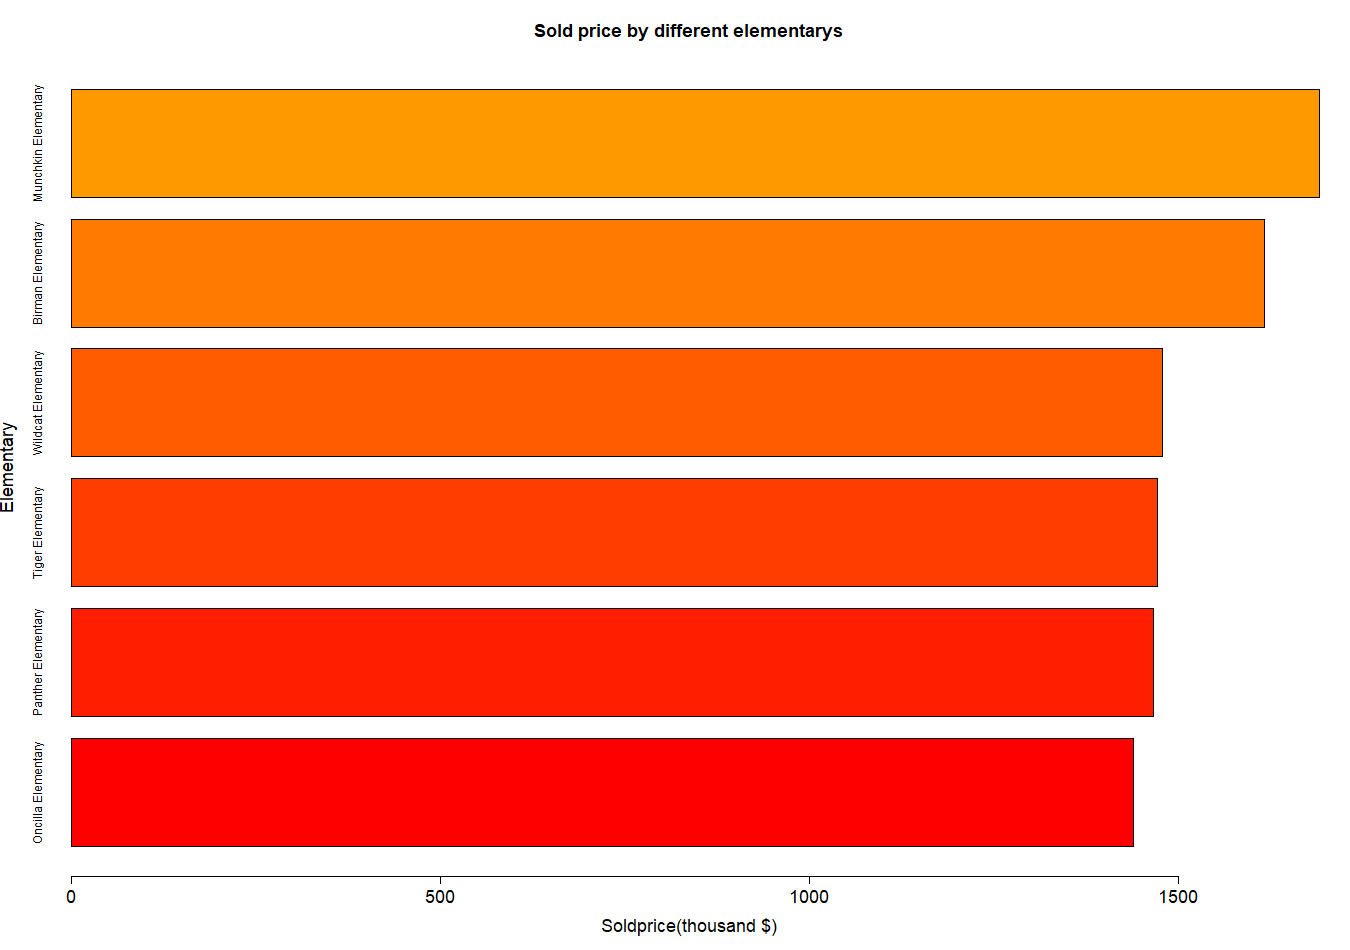 Sold price by different elementarys
Munchkin Elementary
Birman Elementary
Wildcat Elementary
Tiger Elementary
Panther Elementary
Oncilla Elementary
Elementary
0 500 1000 1500
Soldprice(thousand $)